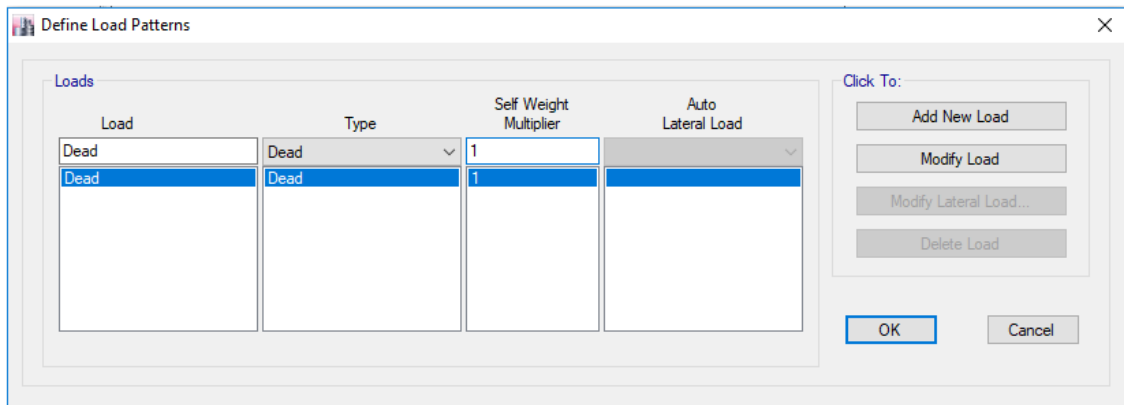 Define Load Patterns
Loads
Load
Type
Self Weight
Multiplier
Auto
Lateral Load
Dead
Dead
1
Dead
Dead
1
Click To:
Add New Load
Modify Load
Modify Lateral Load...
Delete Load
OK
Cancel